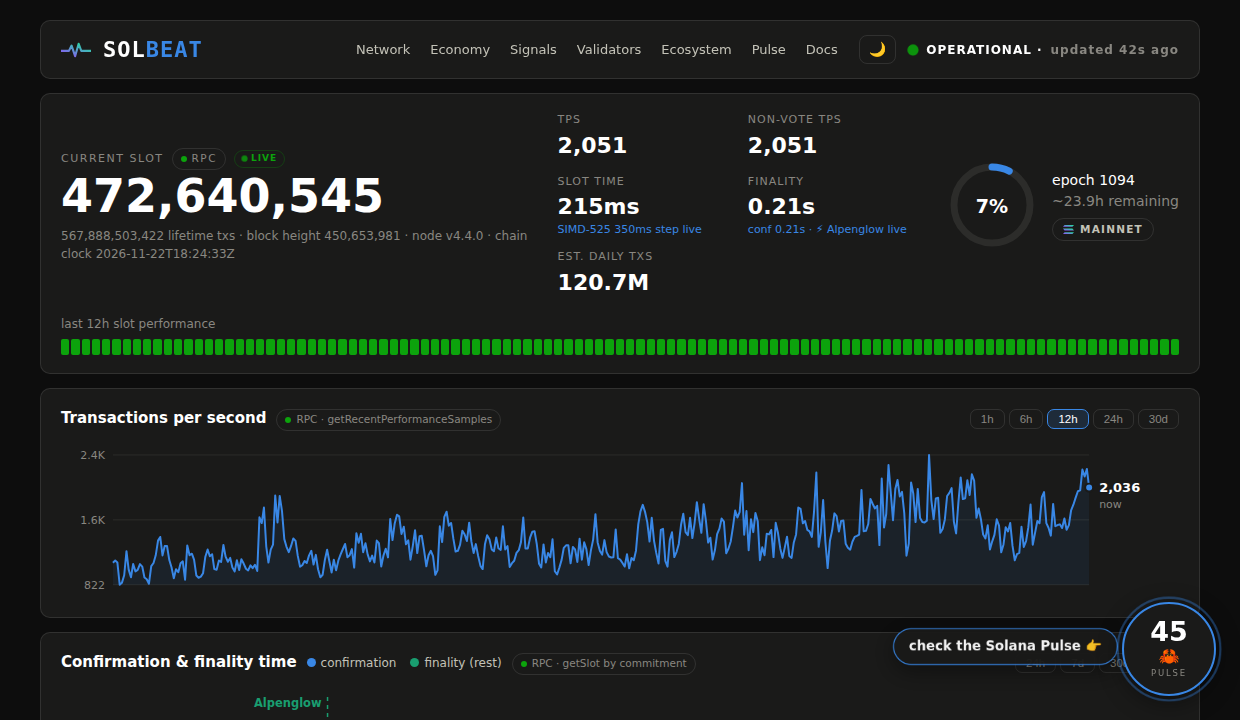 SOLBEAT
Network Economy Signals Validators Ecosystem Pulse Docs 🌙 OPERATIONAL · updated 42s ago
CURRENT SLOT RPC LIVE
472,640,545
567,888,503,422 lifetime txs · block height 450,653,981 · node v4.4.0 · chain
clock 2026-11-22T18:24:33Z
TPS
2,051
NON-VOTE TPS
2,051
SLOT TIME
215ms
SIMD-525 350ms step live
FINALITY
0.21s
conf 0.21s · ⚡ Alpenglow live
EST. DAILY TXS
120.7M
7%
epoch 1094
~23.9h remaining
MAINNET
last 12h slot performance
Transactions per second RPC · getRecentPerformanceSamples
1h 6h 12h 24h 30d
2.4K
1.6K
822
2,036
now
Confirmation & finality time confirmation finality (rest) RPC · getSlot by commitment
Alpenglow
check the Solana Pulse 👉
45
🦀
PULSE